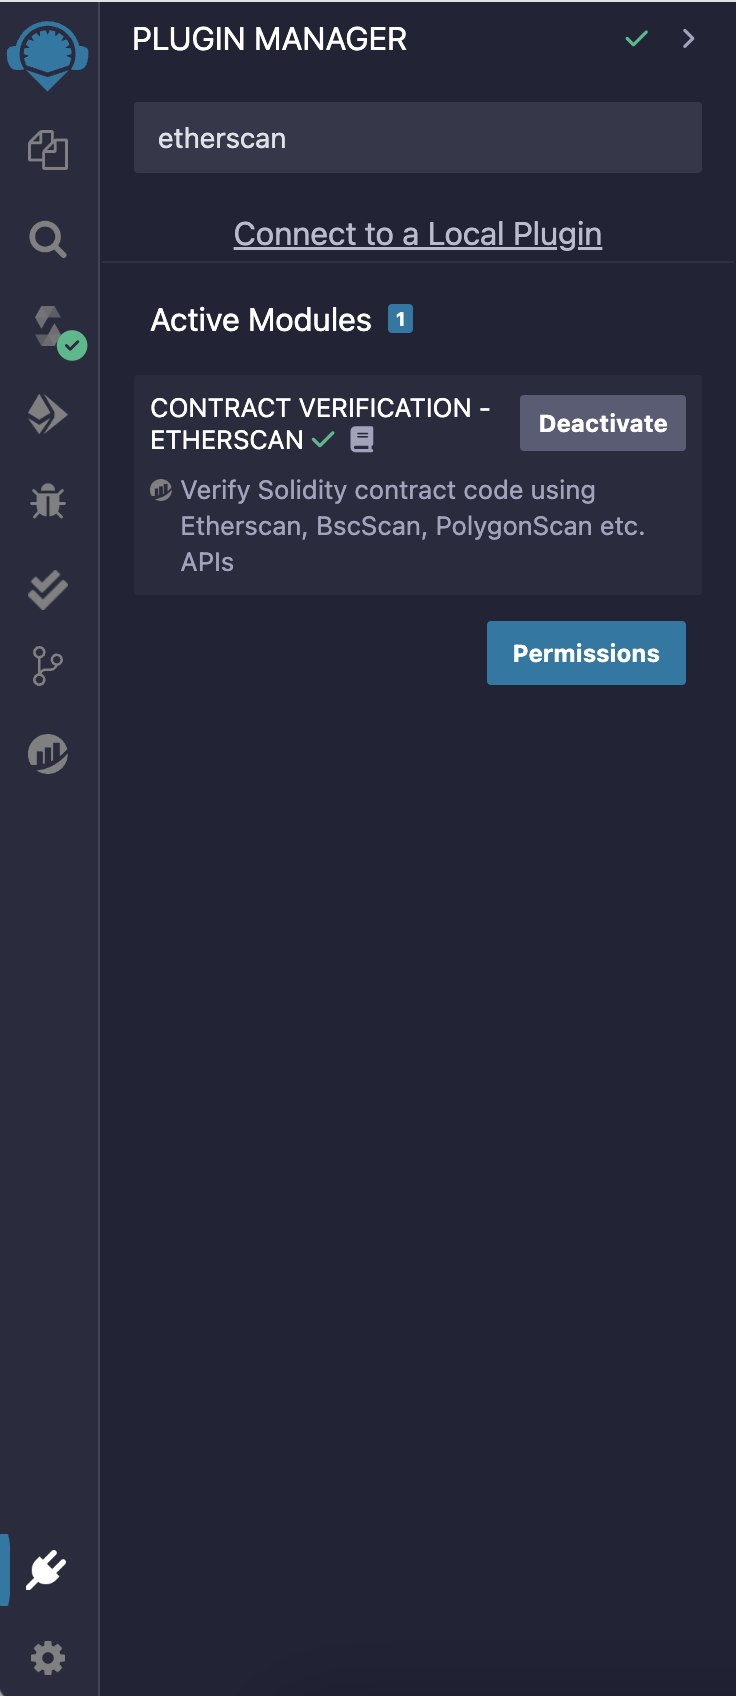 PLUGIN MANAGER
etherscan
Connect to a Local Plugin
Active Modules 1
CONTRACT VERIFICATION -
ETHERSCAN
Deactivate
Verify Solidity contract code using
Etherscan, BscScan, PolygonScan etc.
APIs
Permissions